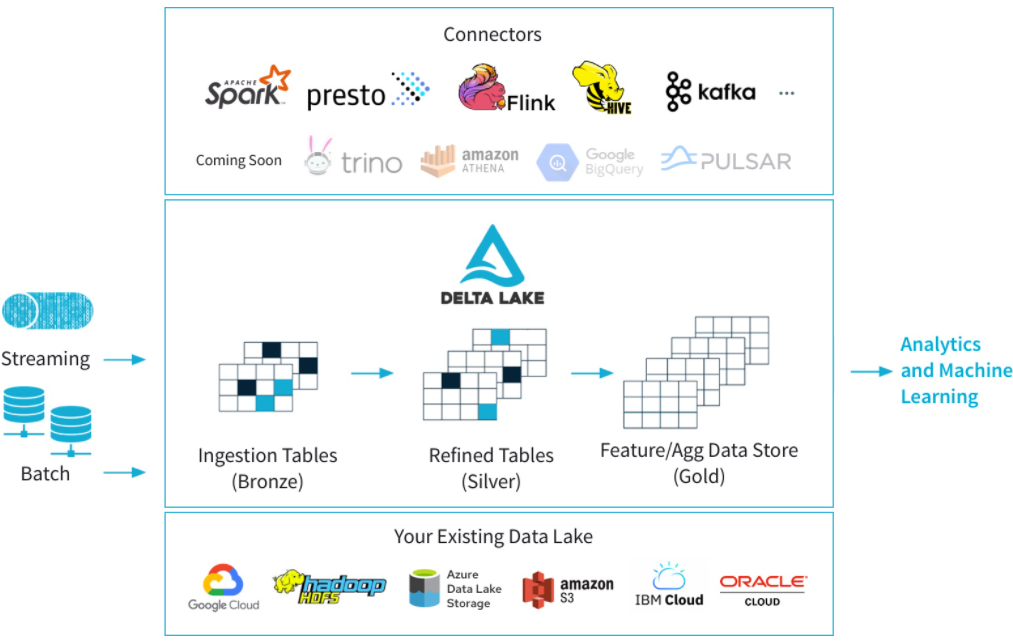 Connectors
APACHE
Spark
presto
Flink
HIVE
kafka
...
Coming Soon
trino
amazon
ATHENA
Google
BigQuery
PULSAR
DELTA LAKE
Streaming
Batch
Ingestion Tables
(Bronze)
Refined Tables
(Silver)
Feature/Agg Data Store
(Gold)
Analytics
and Machine
Learning
Your Existing Data Lake
Google Cloud
hadoop
HDFS
Azure
Data Lake
Storage
amazon
S3
IBM Cloud
ORACLE
CLOUD